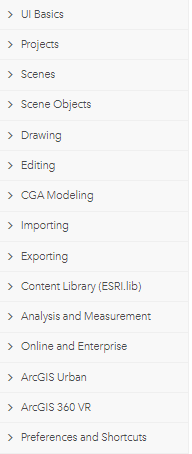 UI Basics
Projects
Scenes
Scene Objects
Drawing
Editing
CGA Modeling
Importing
Exporting
Content Library (ESRI.lib)
Analysis and Measurement
Online and Enterprise
ArcGIS Urban
ArcGIS 360 VR
Preferences and Shortcuts